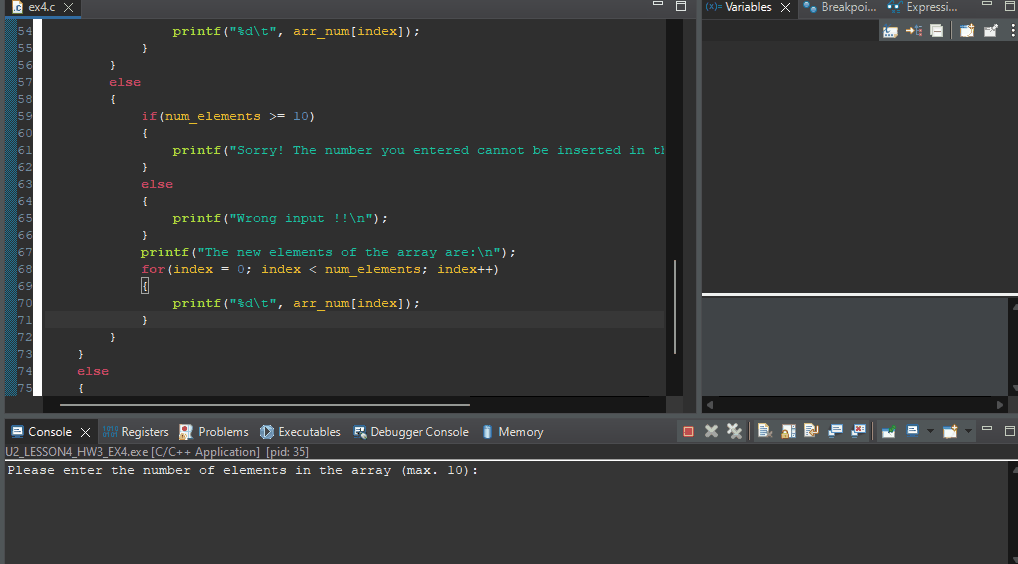 ex4.c
54 printf("%d\t", arr_num[index]);
55 }
56 }
57 else
58 {
59 if(num_elements >= 10)
60 {
61 printf("Sorry! The number you entered cannot be inserted in th
62 }
63 else
64 {
65 printf("Wrong input !!\n");
66 }
67 printf("The new elements of the array are:\n");
68 for(index = 0; index < num_elements; index++)
69 {
70 printf("%d\t", arr_num[index]);
71 }
72 }
73 }
74 else
75 {
(x)= Variables Breakpoi... Expressi...
Console Registers Problems Executables Debugger Console Memory
U2_LESSON4_HW3_EX4.exe [C/C++ Application] [pid: 35]
Please enter the number of elements in the array (max. 10):